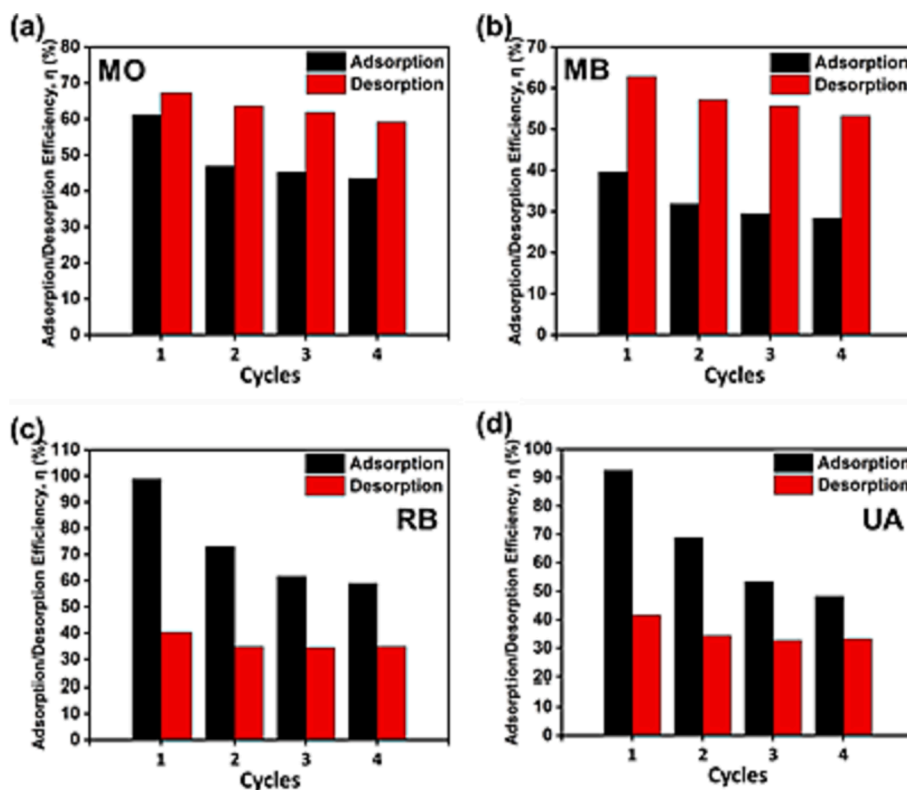 (a)
Adsorption/Desorption Efficiency, η (%)
80
70
60
50
40
30
20
10
0
MO
Adsorption
Desorption
1 2 3 4
Cycles
(b)
Adsorption/Desorption Efficiency, η (%)
70
60
50
40
30
20
10
0
MB
Adsorption
Desorption
1 2 3 4
Cycles
(c)
Adsorption/Desorption Efficiency, η (%)
110
100
90
80
70
60
50
40
30
20
10
0
Adsorption
Desorption
RB
1 2 3 4
Cycles
(d)
Adsorption/Desorption Efficiency, η (%)
100
90
80
70
60
50
40
30
20
10
0
Adsorption
Desorption
UA
1 2 3 4
Cycles